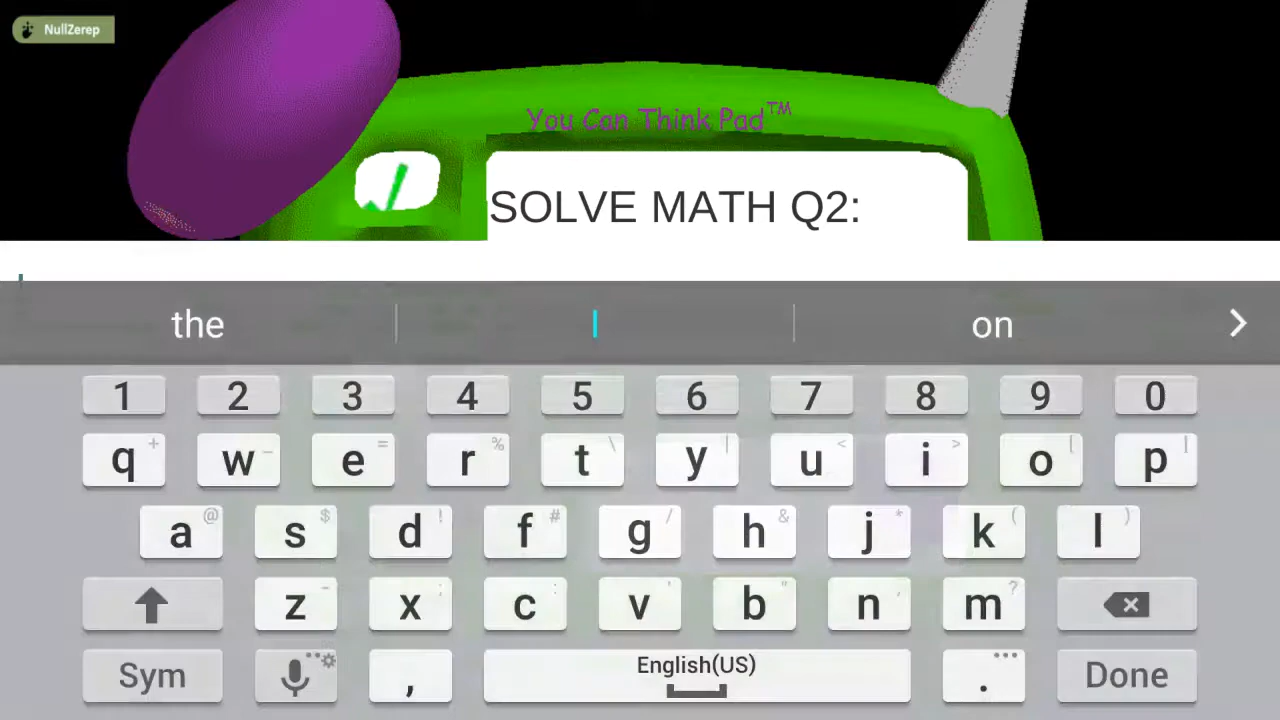 NullZerep
You Can Think Pad™
SOLVE MATH Q2:
the | on
1 2 3 4 5 6 7 8 9 0
q + w - e = r % t \ y | u < i > o [ p ]
a @ s $ d ! f # g / h & j * k ( l )
z - x ; c : v ' b " n , m ?
Sym , English(US) . Done